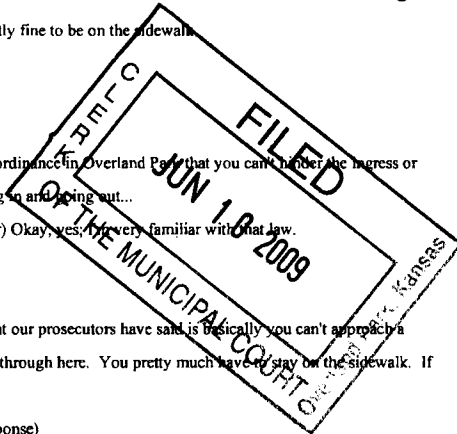 tly fine to be on the sidewalk
ordinance in Overland Park that you can't hinder the ingress or
g in and going out...
r) Okay, yes; I'm very familiar with that law.
at our prosecutors have said is basically you can't approach a
through here. You pretty much have to stay on the sidewalk. If
ponse)
FILED
JUN 18 2009
CLERK
OF THE MUNICIPAL COURT
Overland Park, Kansas